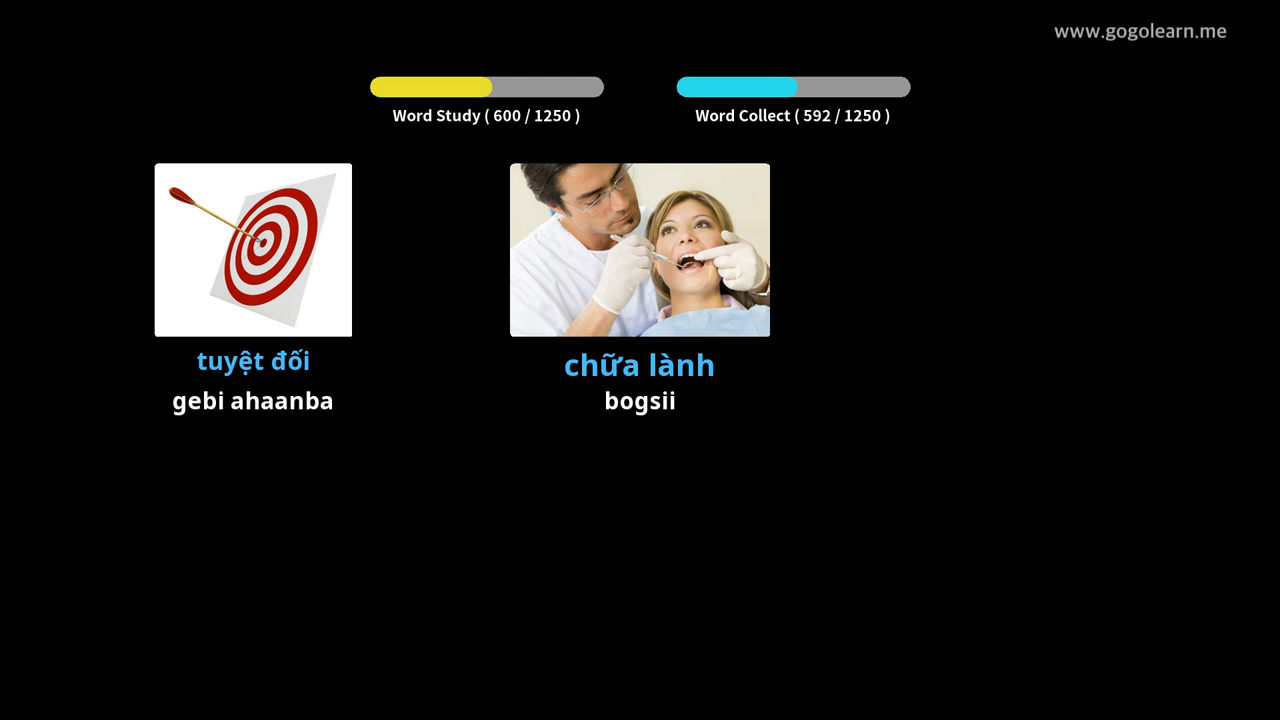 www.gogolearn.me
Word Study ( 600 / 1250 )
Word Collect ( 592 / 1250 )
tuyệt đối
gebi ahaanba
chữa lành
bogsii